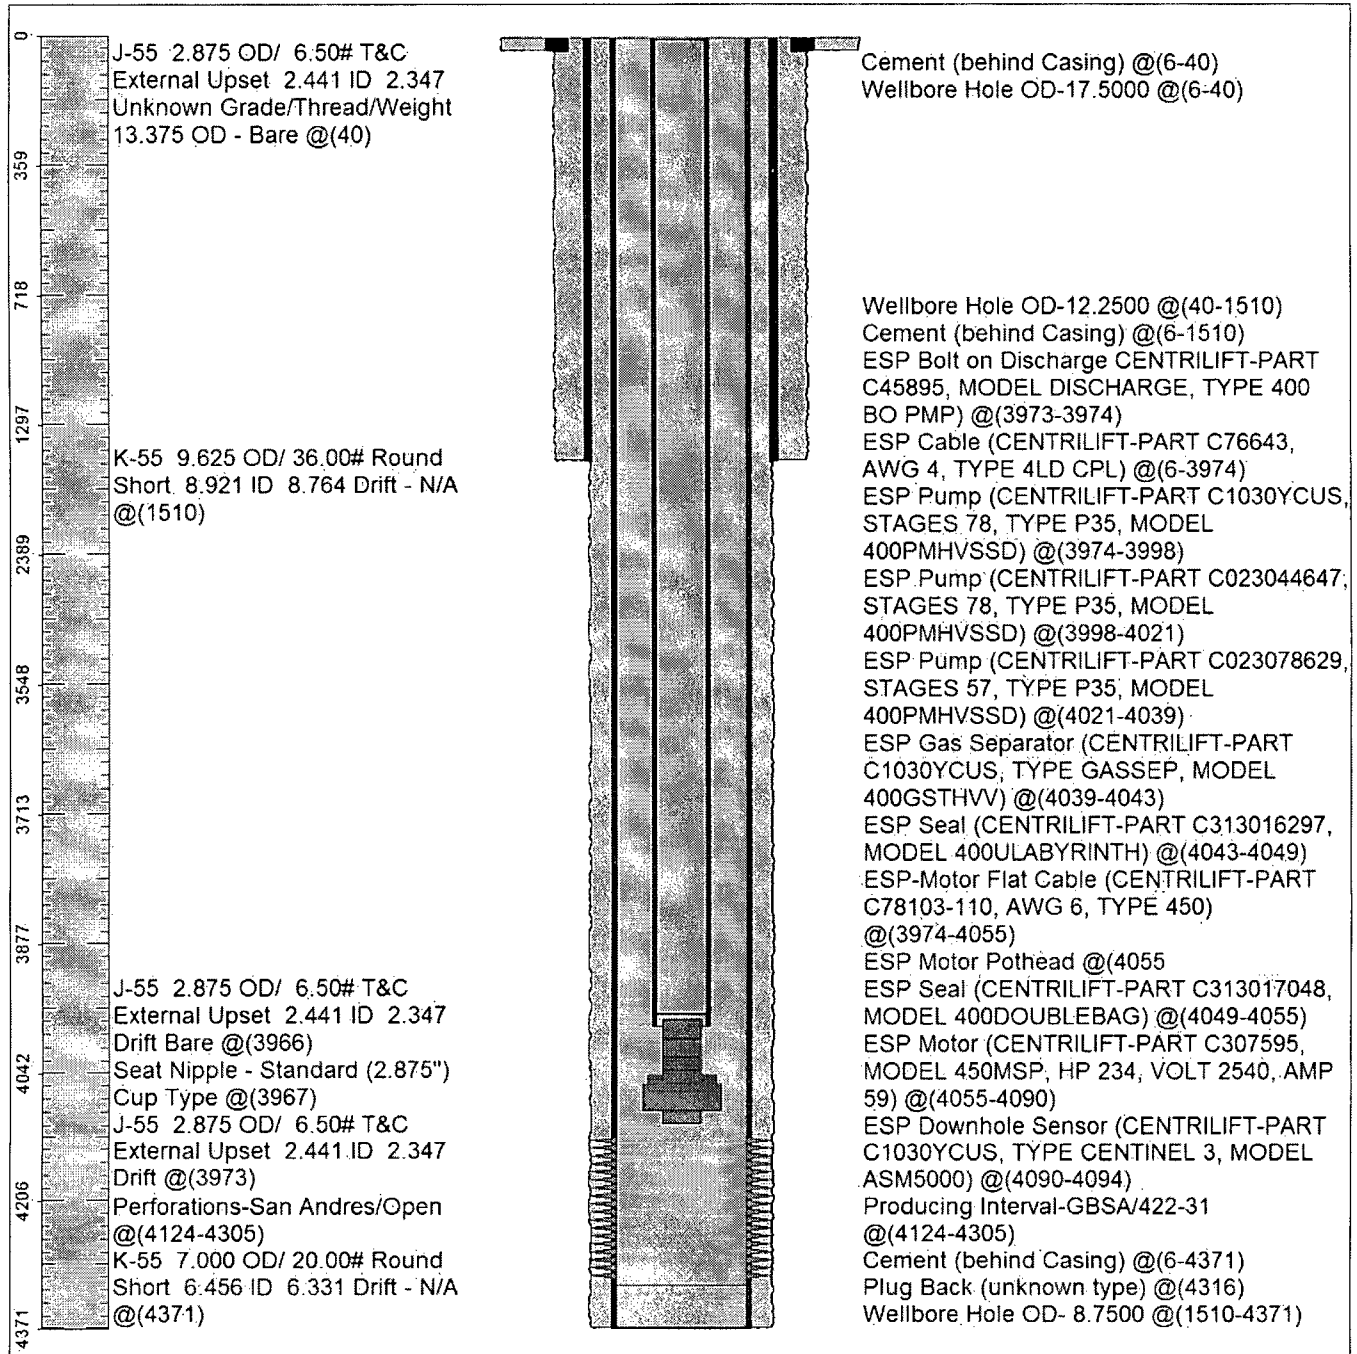 0
359
718
1297
2389
3548
3713
3877
4042
4206
4371
J-55 2.875 OD/ 6.50# T&C
External Upset 2.441 ID 2.347
Unknown Grade/Thread/Weight
13.375 OD - Bare @(40)
K-55 9.625 OD/ 36.00# Round
Short 8.921 ID 8.764 Drift - N/A
@(1510)
J-55 2.875 OD/ 6.50# T&C
External Upset 2.441 ID 2.347
Drift Bare @(3966)
Seat Nipple - Standard (2.875")
Cup Type @(3967)
J-55 2.875 OD/ 6.50# T&C
External Upset 2.441 ID 2.347
Drift @(3973)
Perforations-San Andres/Open
@(4124-4305)
K-55 7.000 OD/ 20.00# Round
Short 6.456 ID 6.331 Drift - N/A
@(4371)
Cement (behind Casing) @(6-40)
Wellbore Hole OD-17.5000 @(6-40)
Wellbore Hole OD-12.2500 @(40-1510)
Cement (behind Casing) @(6-1510)
ESP Bolt on Discharge CENTRILIFT-PART
C45895, MODEL DISCHARGE, TYPE 400
BO PMP) @(3973-3974)
ESP Cable (CENTRILIFT-PART C76643,
AWG 4, TYPE 4LD CPL) @(6-3974)
ESP Pump (CENTRILIFT-PART C1030YCUS,
STAGES 78, TYPE P35, MODEL
400PMHVSSD) @(3974-3998)
ESP Pump (CENTRILIFT-PART C023044647,
STAGES 78, TYPE P35, MODEL
400PMHVSSD) @(3998-4021)
ESP Pump (CENTRILIFT-PART C023078629,
STAGES 57, TYPE P35, MODEL
400PMHVSSD) @(4021-4039)
ESP Gas Separator (CENTRILIFT-PART
C1030YCUS, TYPE GASSEP, MODEL
400GSTHVV) @(4039-4043)
ESP Seal (CENTRILIFT-PART C313016297,
MODEL 400ULABYRINTH) @(4043-4049)
ESP-Motor Flat Cable (CENTRILIFT-PART
C78103-110, AWG 6, TYPE 450)
@(3974-4055)
ESP Motor Pothead @(4055
ESP Seal (CENTRILIFT-PART C313017048,
MODEL 400DOUBLEBAG) @(4049-4055)
ESP Motor (CENTRILIFT-PART C307595,
MODEL 450MSP, HP 234, VOLT 2540, AMP
59) @(4055-4090)
ESP Downhole Sensor (CENTRILIFT-PART
C1030YCUS, TYPE CENTINEL 3, MODEL
ASM5000) @(4090-4094)
Producing Interval-GBSA/422-31
@(4124-4305)
Cement (behind Casing) @(6-4371)
Plug Back (unknown type) @(4316)
Wellbore Hole OD- 8.7500 @(1510-4371)